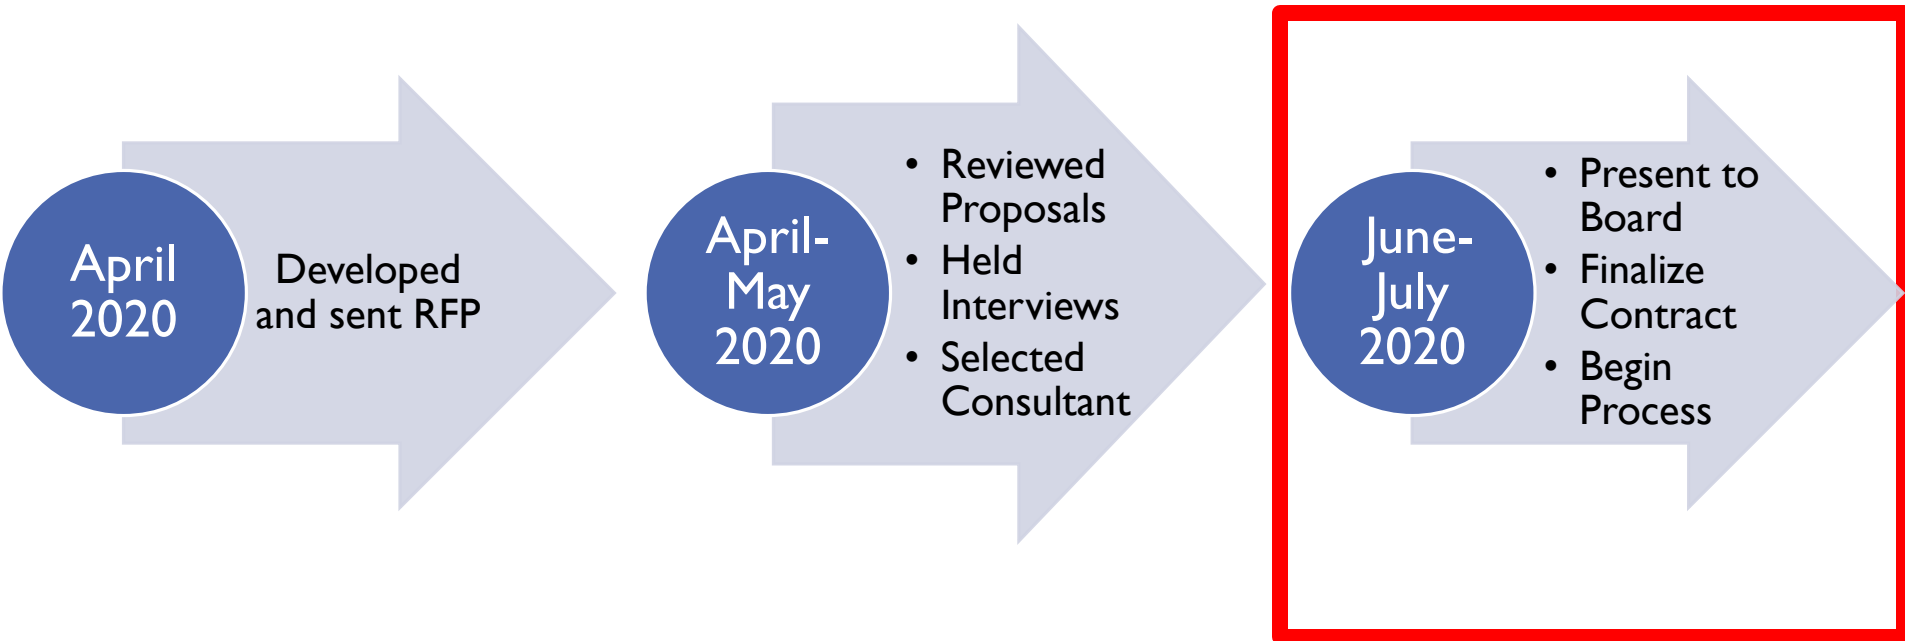 April
2020
Developed
and sent RFP
April-
May
2020
• Reviewed
Proposals
• Held
Interviews
• Selected
Consultant
June-
July
2020
• Present to
Board
• Finalize
Contract
• Begin
Process